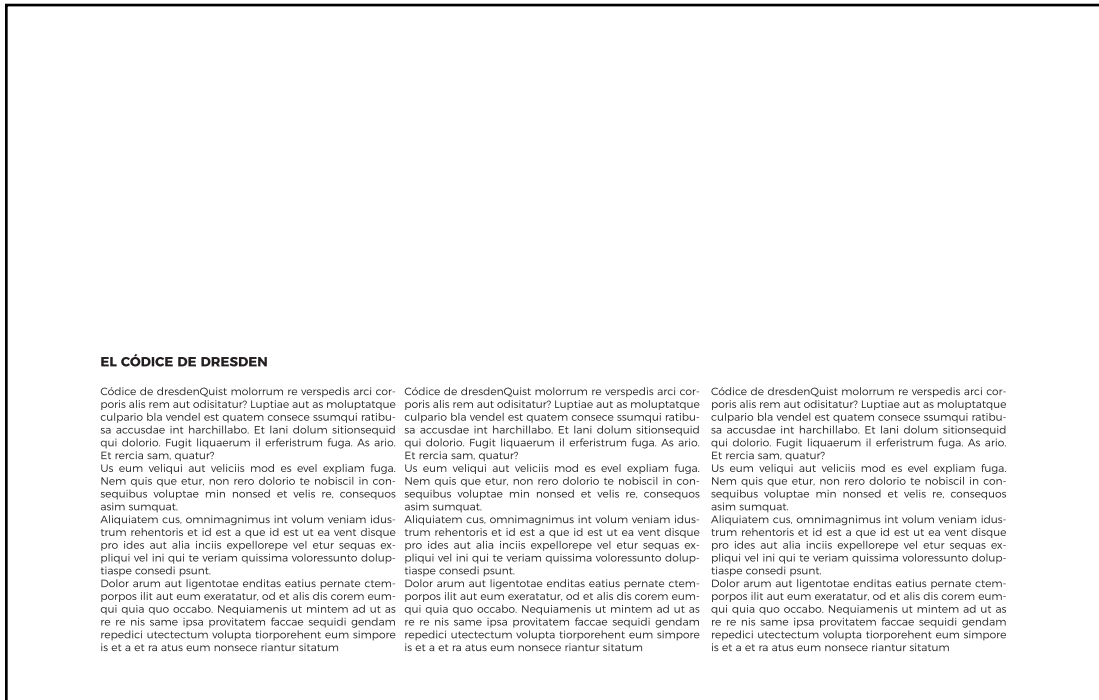 EL CÓDICE DE DRESDEN
Códice de dresdenQuist molorrum re verspedis arci cor-
poris alis rem aut odisitatur? Luptiae aut as moluptatque
culpario bla vendel est quatem consece ssumqui ratibu-
sa accusdae int harchillabo. Et lani dolum sitionsequid
qui dolorio. Fugit liquaerum il erferistrum fuga. As ario.
Et rercia sam, quatur?
Us eum veliqui aut veliciis mod es evel expliam fuga.
Nem quis que etur, non rero dolorio te nobiscil in con-
sequibus voluptae min nonsed et velis re, consequos
asim sumquat.
Aliquiatem cus, omnimagnimus int volum veniam idus-
trum rehentoris et id est a que id est ut ea vent disque
pro ides aut alia inciis expellorepe vel etur sequas ex-
pliqui vel ini qui te veriam quissima voloressunto dolup-
tiaspe consedi psunt.
Dolor arum aut ligentotae enditas eatius pernate ctem-
porpos ilit aut eum exeratatur, od et alis dis corem eum-
qui quia quo occabo. Nequiamenis ut mintem ad ut as
re re nis same ipsa provitatem faccae sequidi gendam
repedici utectectum volupta tiorporehent eum simpore
is et a et ra atus eum nonsece riantur sitatum
Códice de dresdenQuist molorrum re verspedis arci cor-
poris alis rem aut odisitatur? Luptiae aut as moluptatque
culpario bla vendel est quatem consece ssumqui ratibu-
sa accusdae int harchillabo. Et lani dolum sitionsequid
qui dolorio. Fugit liquaerum il erferistrum fuga. As ario.
Et rercia sam, quatur?
Us eum veliqui aut veliciis mod es evel expliam fuga.
Nem quis que etur, non rero dolorio te nobiscil in con-
sequibus voluptae min nonsed et velis re, consequos
asim sumquat.
Aliquiatem cus, omnimagnimus int volum veniam idus-
trum rehentoris et id est a que id est ut ea vent disque
pro ides aut alia inciis expellorepe vel etur sequas ex-
pliqui vel ini qui te veriam quissima voloressunto dolup-
tiaspe consedi psunt.
Dolor arum aut ligentotae enditas eatius pernate ctem-
porpos ilit aut eum exeratatur, od et alis dis corem eum-
qui quia quo occabo. Nequiamenis ut mintem ad ut as
re re nis same ipsa provitatem faccae sequidi gendam
repedici utectectum volupta tiorporehent eum simpore
is et a et ra atus eum nonsece riantur sitatum
Códice de dresdenQuist molorrum re verspedis arci cor-
poris alis rem aut odisitatur? Luptiae aut as moluptatque
culpario bla vendel est quatem consece ssumqui ratibu-
sa accusdae int harchillabo. Et lani dolum sitionsequid
qui dolorio. Fugit liquaerum il erferistrum fuga. As ario.
Et rercia sam, quatur?
Us eum veliqui aut veliciis mod es evel expliam fuga.
Nem quis que etur, non rero dolorio te nobiscil in con-
sequibus voluptae min nonsed et velis re, consequos
asim sumquat.
Aliquiatem cus, omnimagnimus int volum veniam idus-
trum rehentoris et id est a que id est ut ea vent disque
pro ides aut alia inciis expellorepe vel etur sequas ex-
pliqui vel ini qui te veriam quissima voloressunto dolup-
tiaspe consedi psunt.
Dolor arum aut ligentotae enditas eatius pernate ctem-
porpos ilit aut eum exeratatur, od et alis dis corem eum-
qui quia quo occabo. Nequiamenis ut mintem ad ut as
re re nis same ipsa provitatem faccae sequidi gendam
repedici utectectum volupta tiorporehent eum simpore
is et a et ra atus eum nonsece riantur sitatum